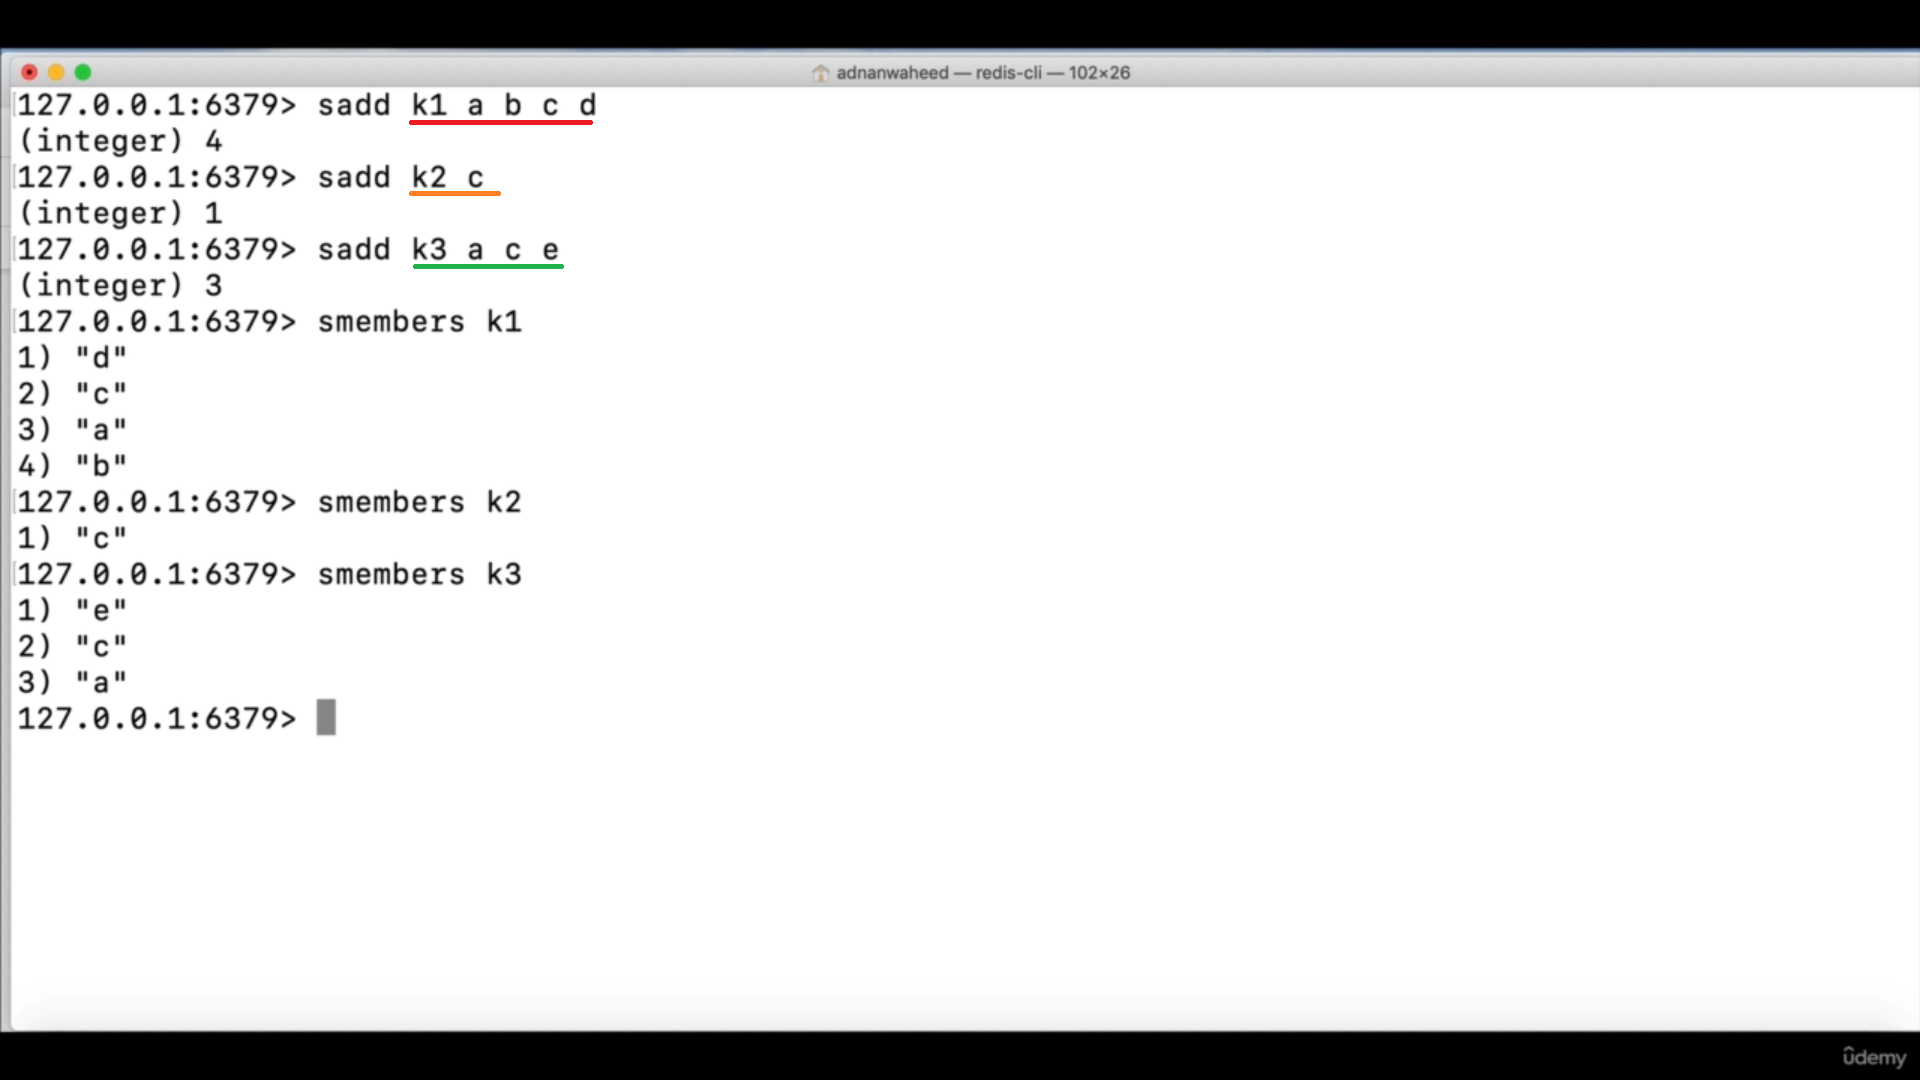 adnanwaheed — redis-cli — 102×26
127.0.0.1:6379> sadd k1 a b c d
(integer) 4
127.0.0.1:6379> sadd k2 c
(integer) 1
127.0.0.1:6379> sadd k3 a c e
(integer) 3
127.0.0.1:6379> smembers k1
1) "d"
2) "c"
3) "a"
4) "b"
127.0.0.1:6379> smembers k2
1) "c"
127.0.0.1:6379> smembers k3
1) "e"
2) "c"
3) "a"
127.0.0.1:6379>
ûdemy